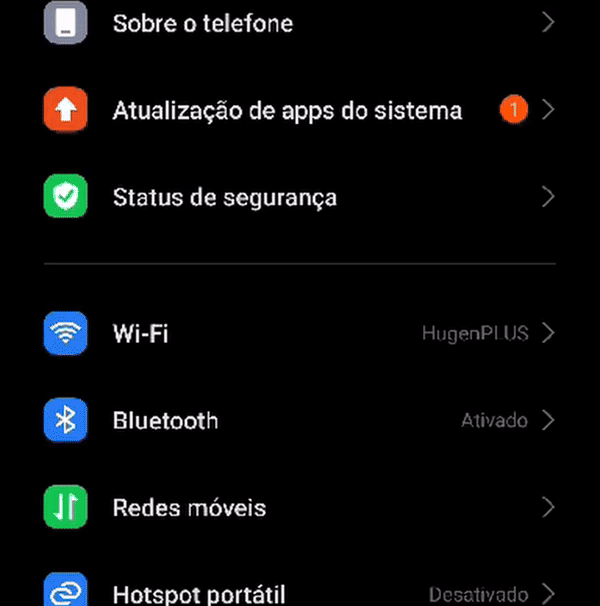 Sobre o telefone
Atualização de apps do sistema 1
Status de segurança
Wi-Fi HugenPLUS
Bluetooth Ativado
Redes móveis
Hotspot portátil Desativado